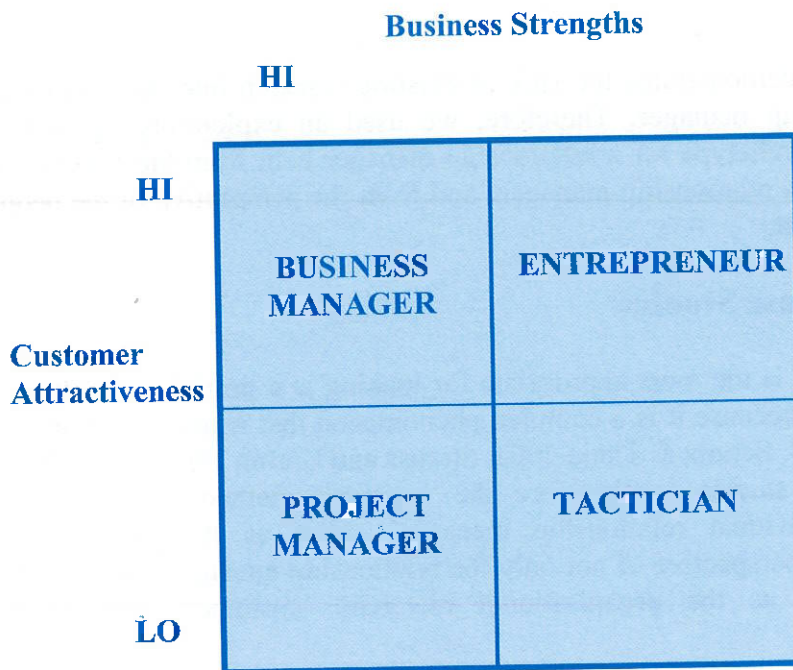 Business Strengths
HI
HI
BUSINESS
MANAGER
ENTREPRENEUR
Customer
Attractiveness
PROJECT
MANAGER
TACTICIAN
LO